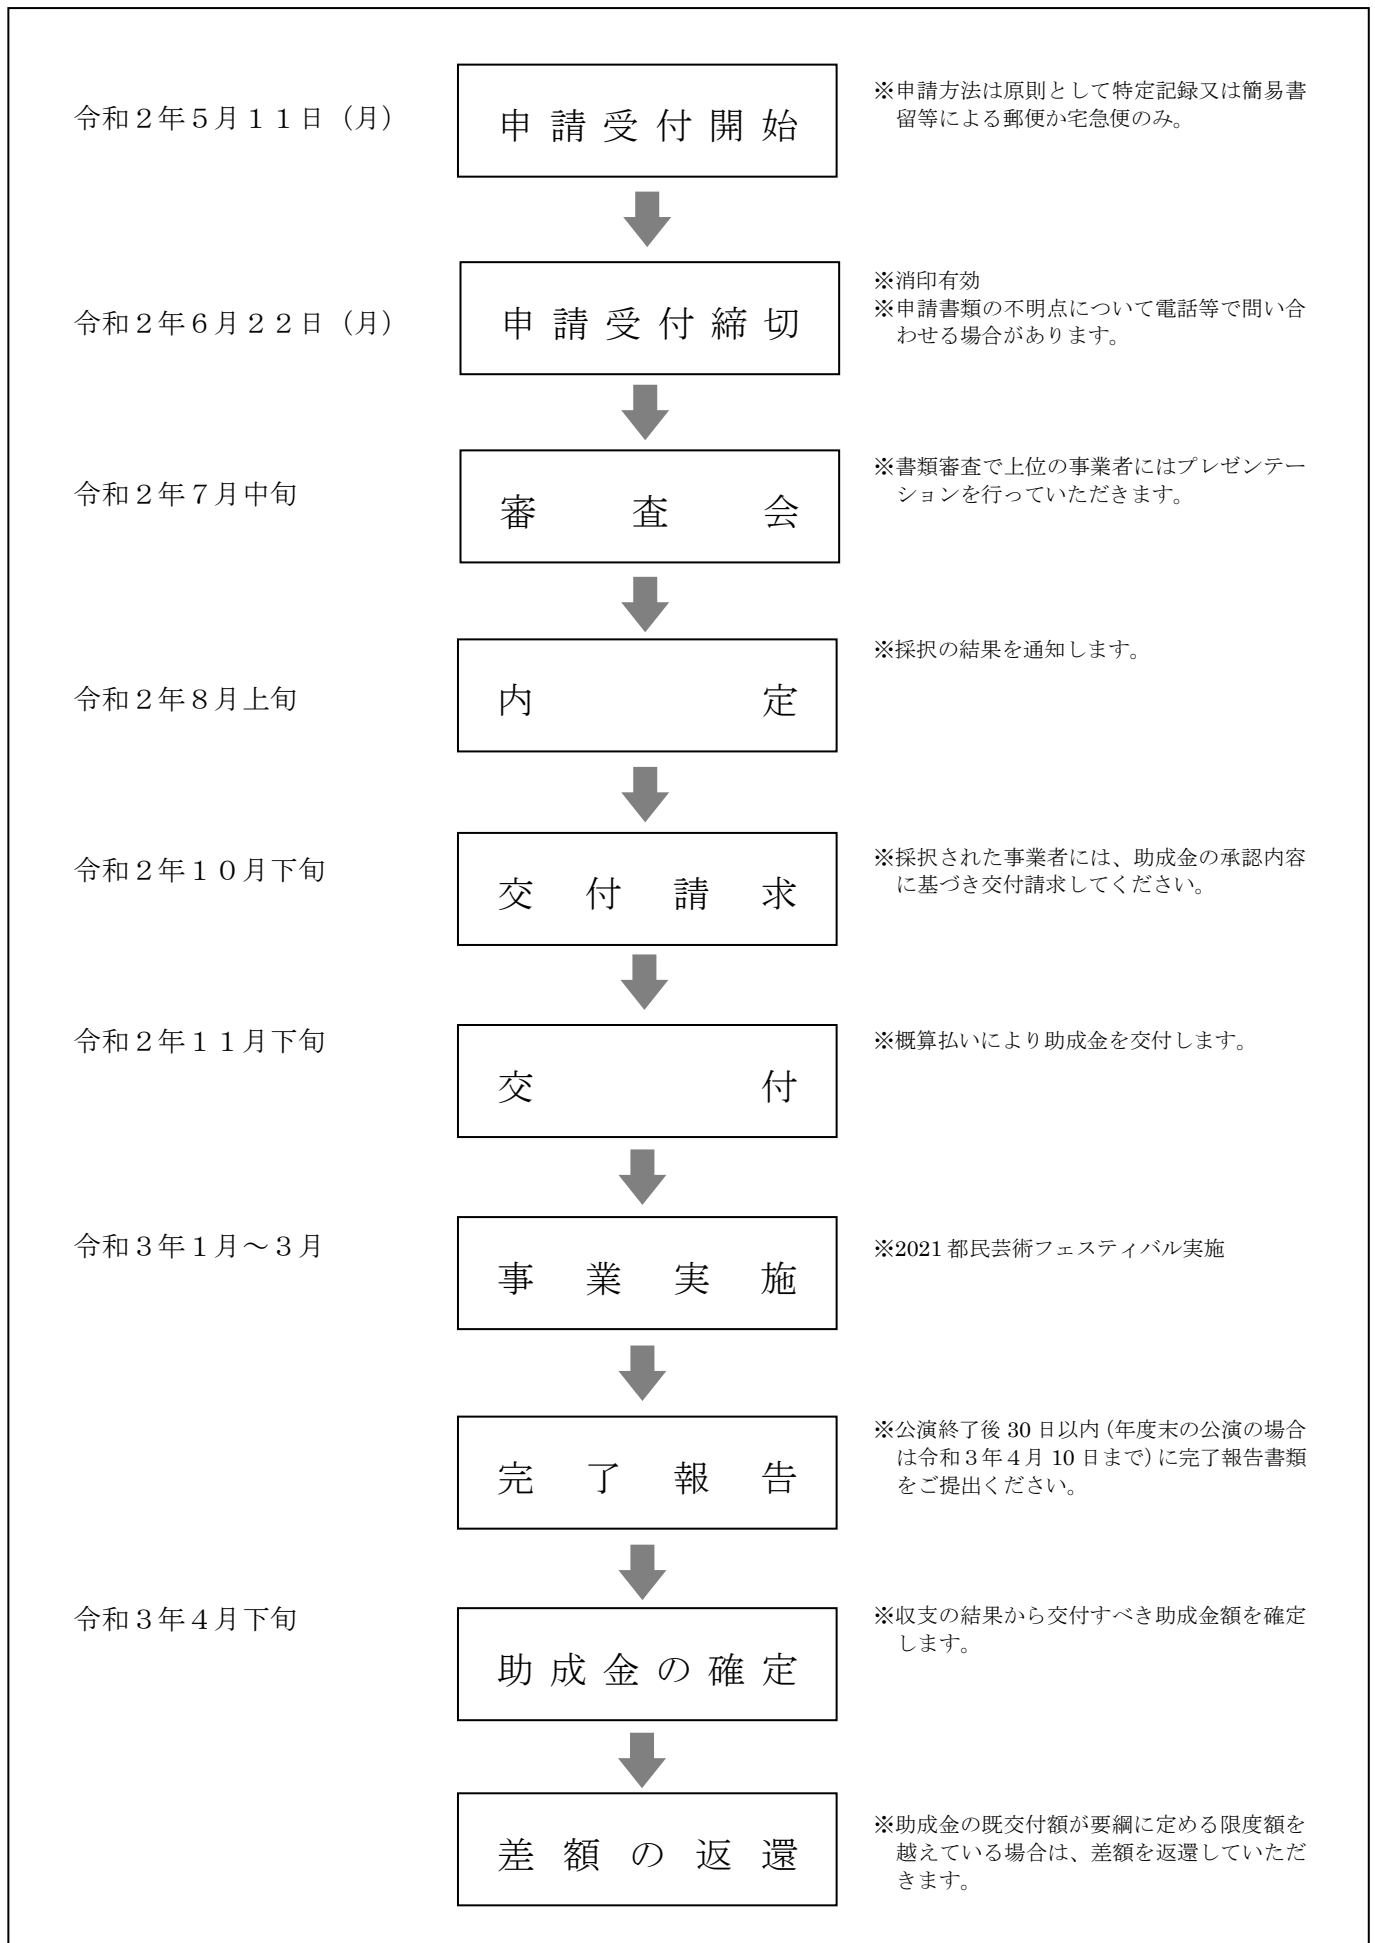 令和２年５月１１日（月）
申請受付開始
※申請方法は原則として特定記録又は簡易書
留等による郵便か宅急便のみ。
令和２年６月２２日（月）
申請受付締切
※消印有効
※申請書類の不明点について電話等で問い合
わせる場合があります。
令和２年７月中旬
審査会
※書類審査で上位の事業者にはプレゼンテー
ションを行っていただきます。
令和２年８月上旬
内定
※採択の結果を通知します。
令和２年１０月下旬
交付請求
※採択された事業者には、助成金の承認内容
に基づき交付請求してください。
令和２年１１月下旬
交付
※概算払いにより助成金を交付します。
令和３年１月～３月
事業実施
※2021 都民芸術フェスティバル実施
完了報告
※公演終了後 30 日以内（年度末の公演の場合
は令和３年４月 10 日まで）に完了報告書類
をご提出ください。
令和３年４月下旬
助成金の確定
※収支の結果から交付すべき助成金額を確定
します。
差額の返還
※助成金の既交付額が要綱に定める限度額を
越えている場合は、差額を返還していただ
きます。